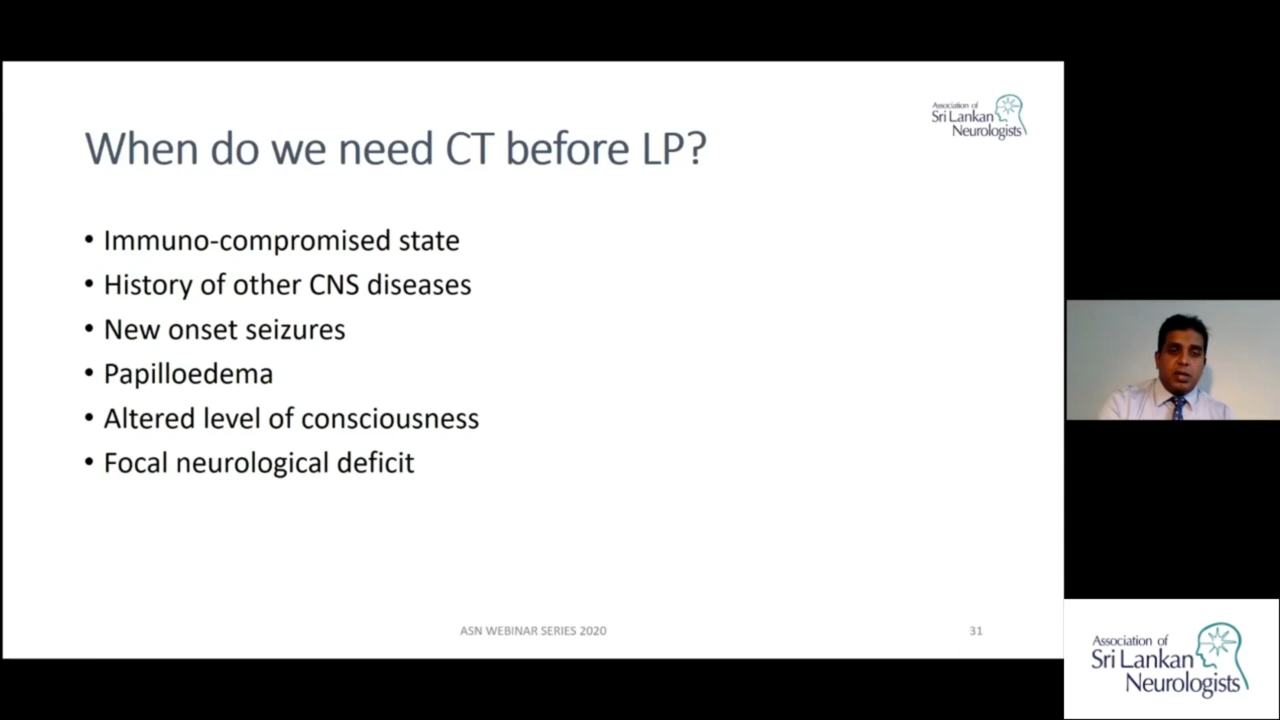 Association of
Sri Lankan
Neurologists
When do we need CT before LP?
• Immuno-compromised state
• History of other CNS diseases
• New onset seizures
• Papilloedema
• Altered level of consciousness
• Focal neurological deficit
ASN WEBINAR SERIES 2020
31
Association of
Sri Lankan
Neurologists